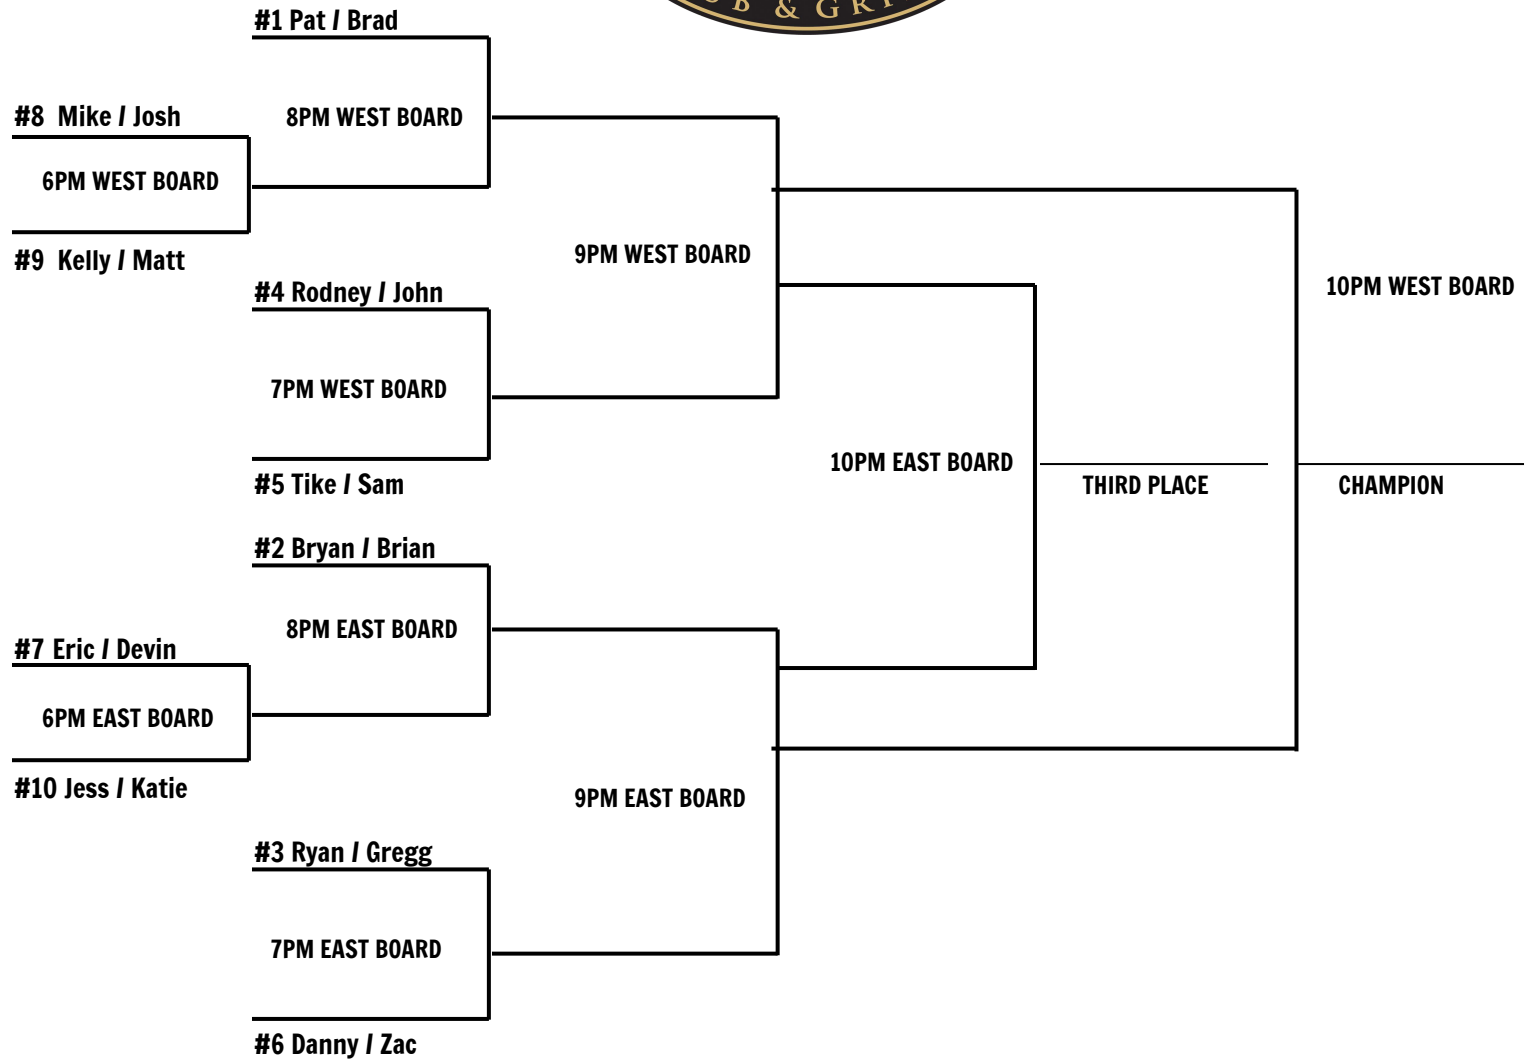 #1 Pat / Brad
#8 Mike / Josh
8PM WEST BOARD
6PM WEST BOARD
#9 Kelly / Matt
9PM WEST BOARD
#4 Rodney / John
10PM WEST BOARD
7PM WEST BOARD
10PM EAST BOARD
#5 Tike / Sam
THIRD PLACE
CHAMPION
#2 Bryan / Brian
8PM EAST BOARD
#7 Eric / Devin
6PM EAST BOARD
#10 Jess / Katie
9PM EAST BOARD
#3 Ryan / Gregg
7PM EAST BOARD
#6 Danny / Zac